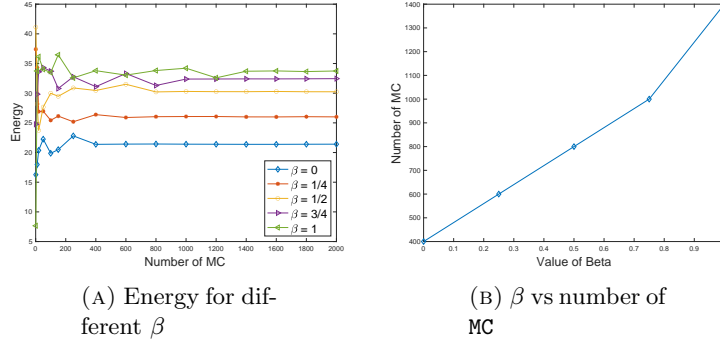 45
40
35
30
25
20
15
10
5
Energy
0 200 400 600 800 1000 1200 1400 1600 1800 2000
Number of MC
β = 0
β = 1/4
β = 1/2
β = 3/4
β = 1
(A) Energy for dif-
ferent β
1400
1300
1200
1100
1000
900
800
700
600
500
400
Number of MC
0 0.1 0.2 0.3 0.4 0.5 0.6 0.7 0.8 0.9
Value of Beta
(B) β vs number of
MC